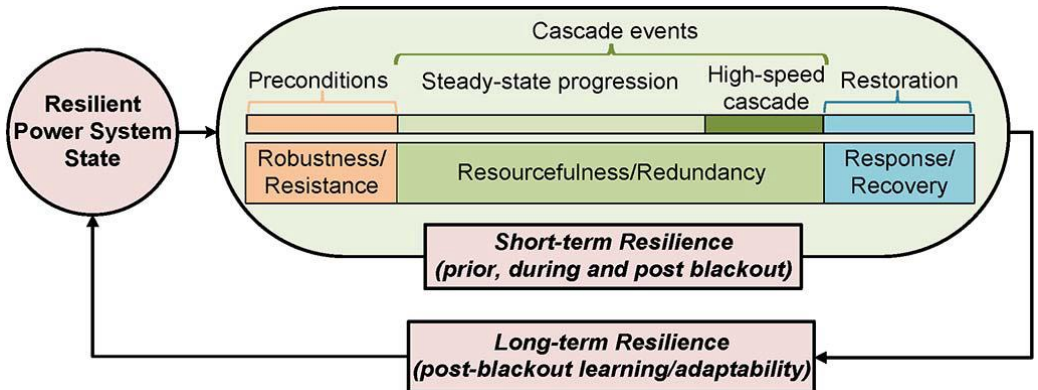 Resilient
Power System
State
Cascade events
Preconditions
Steady-state progression
High-speed
cascade
Restoration
Robustness/
Resistance
Resourcefulness/Redundancy
Response/
Recovery
Short-term Resilience
(prior, during and post blackout)
Long-term Resilience
(post-blackout learning/adaptability)